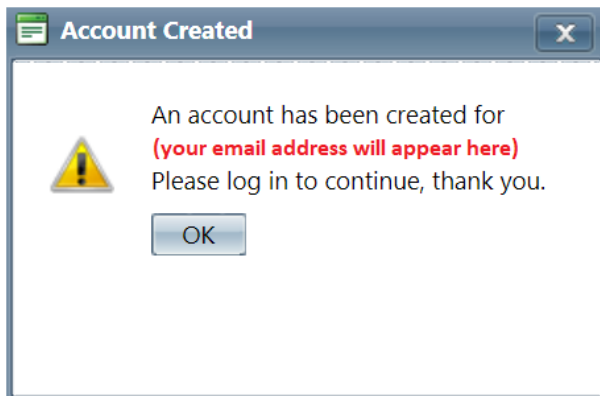 Account Created
x
An account has been created for
(your email address will appear here)
Please log in to continue, thank you.
OK